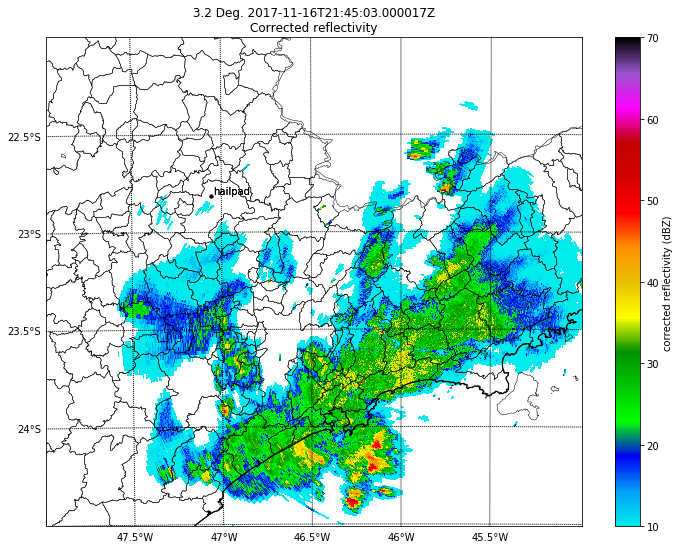 3.2 Deg. 2017-11-16T21:45:03.000017Z
Corrected reflectivity
70
60
50
40
30
20
10
corrected reflectivity (dBZ)
22.5°S
23°S
23.5°S
24°S
hailpad
47.5°W
47°W
46.5°W
46°W
45.5°W